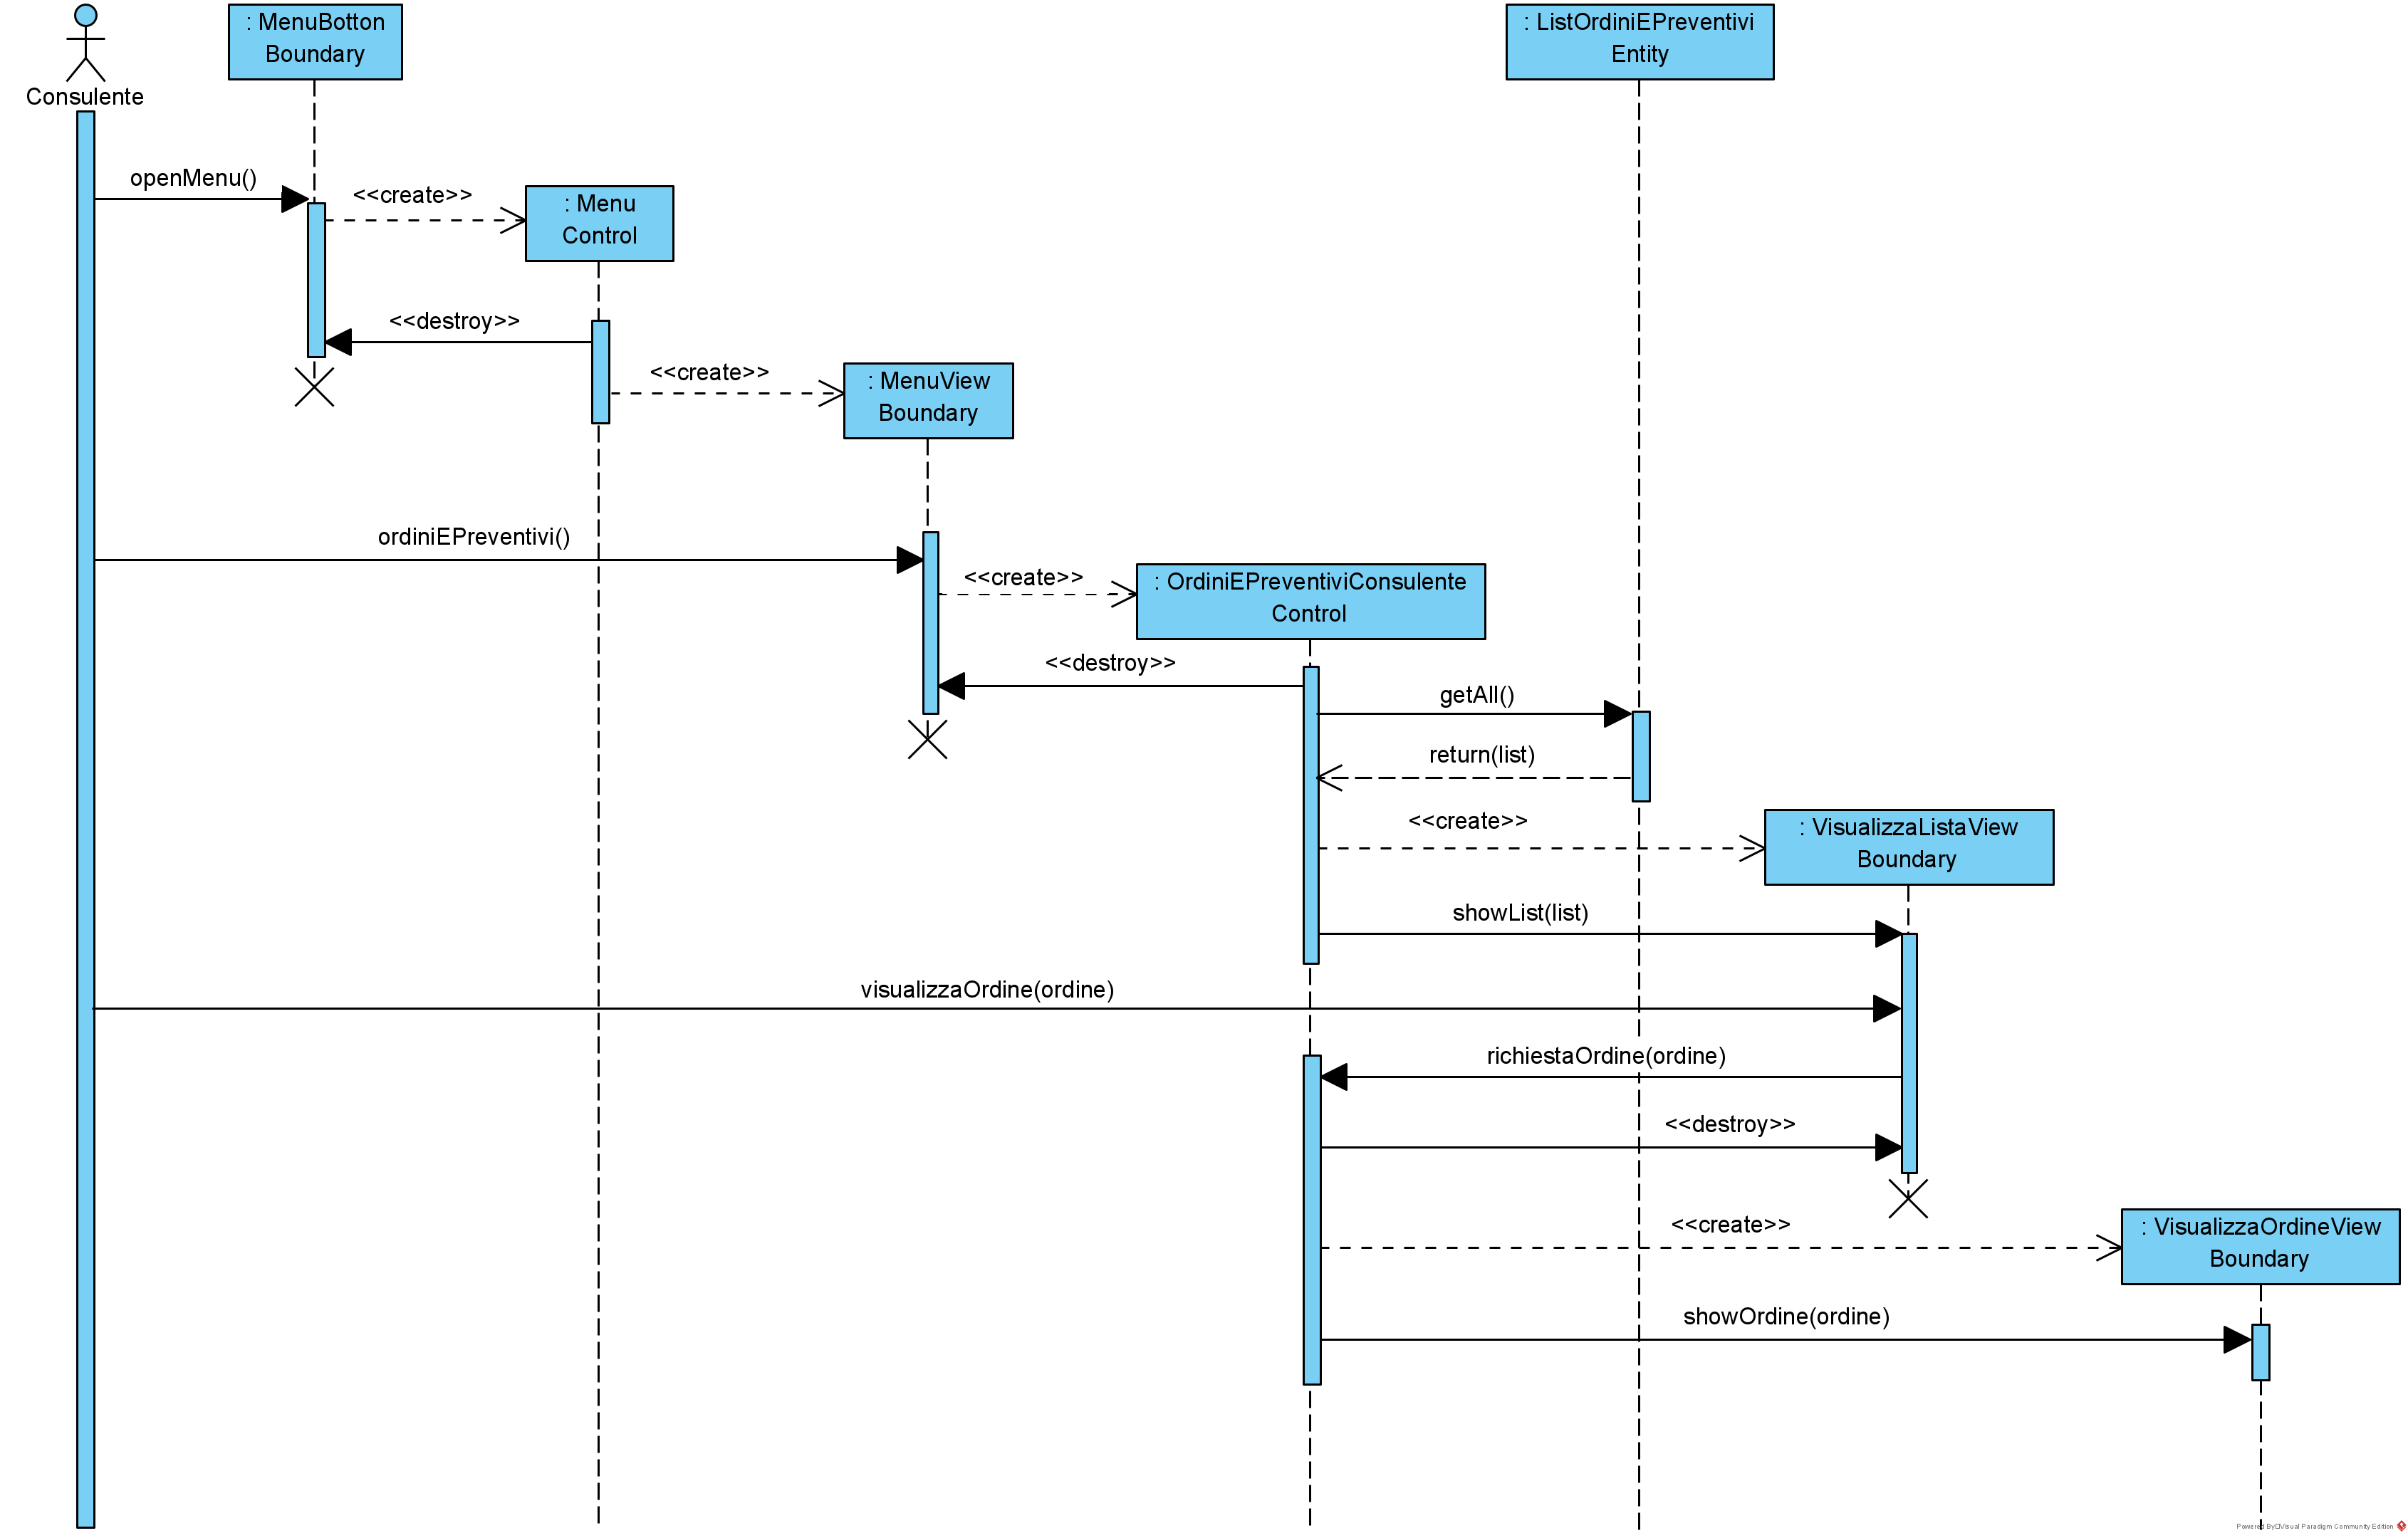 : MenuBotton
Boundary
: ListOrdiniEPreventivi
Entity
Consulente
openMenu()
<<create>>
: Menu
Control
<<destroy>>
<<create>>
: MenuView
Boundary
ordiniEPreventivi()
<<create>>
: OrdiniEPreventiviConsulente
Control
<<destroy>>
getAll()
return(list)
<<create>>
: VisualizzaListaView
Boundary
showList(list)
visualizzaOrdine(ordine)
richiestaOrdine(ordine)
<<destroy>>
<<create>>
: VisualizzaOrdineView
Boundary
showOrdine(ordine)
Powered By Visual Paradigm Community Edition